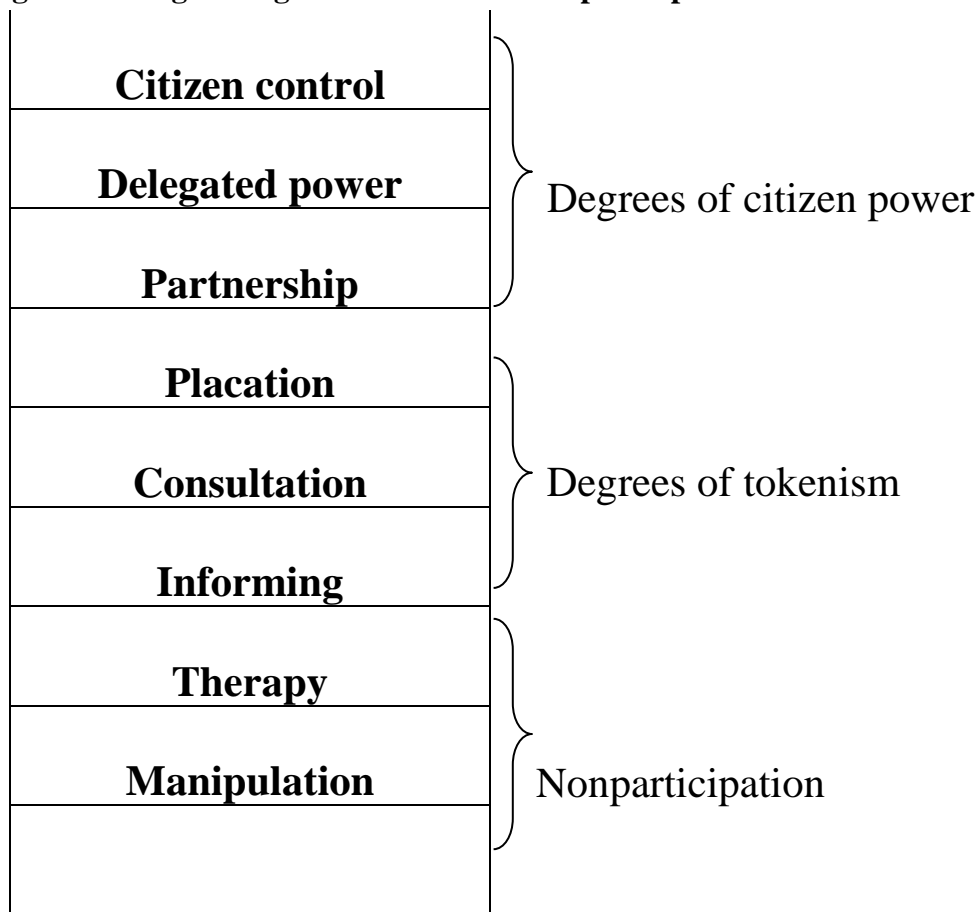 Citizen control
Delegated power
Degrees of citizen power
Partnership
Placation
Consultation
Degrees of tokenism
Informing
Therapy
Manipulation
Nonparticipation